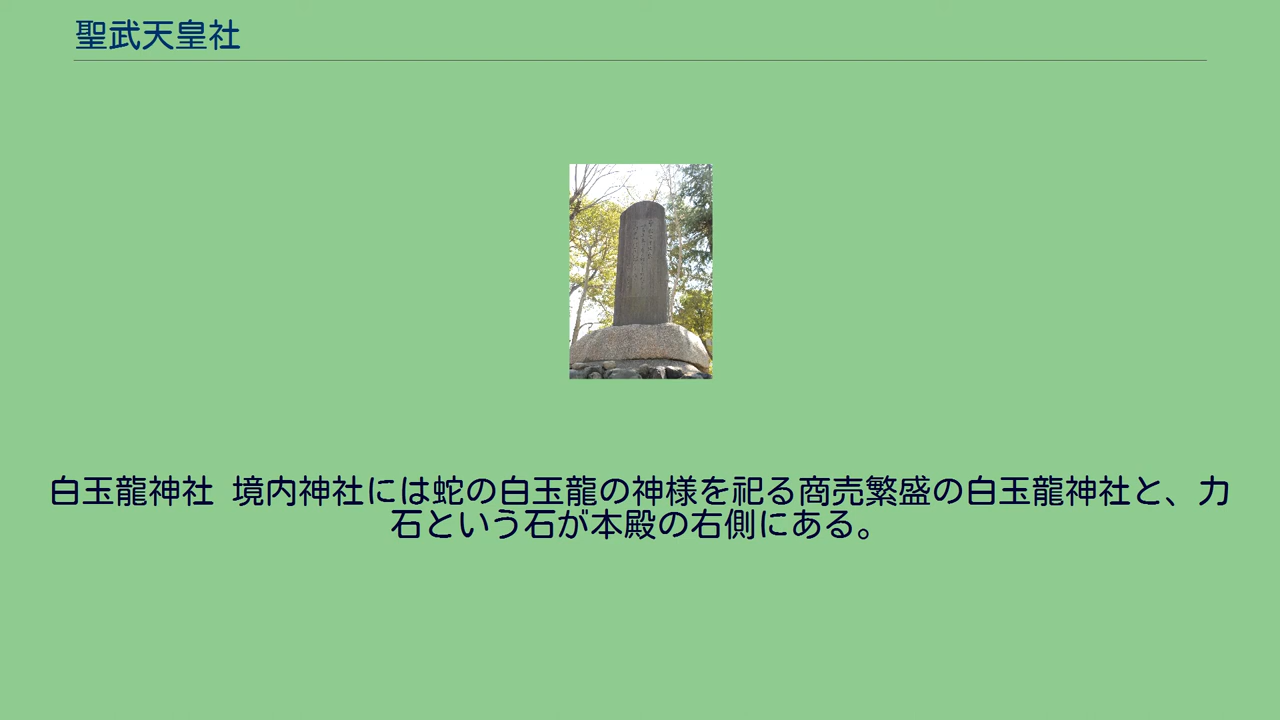 聖武天皇社
白玉龍神社 境内神社には蛇の白玉龍の神様を祀る商売繁盛の白玉龍神社と、力
石という石が本殿の右側にある。